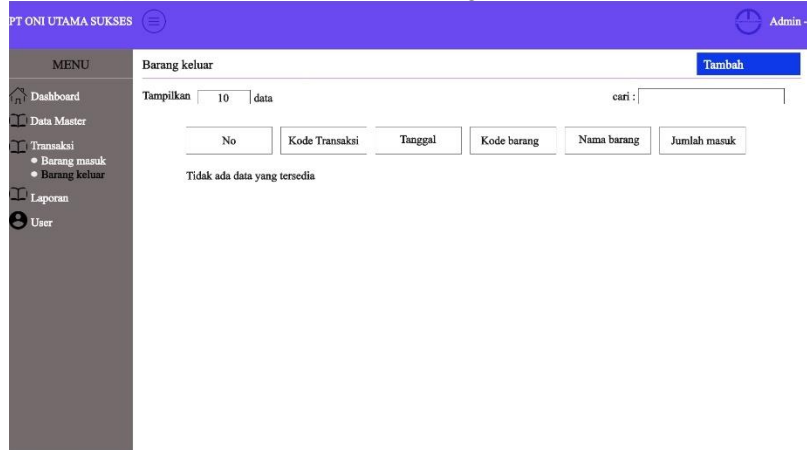 PT ONI UTAMA SUKSES
Admin -
MENU
Dashboard
Data Master
Transaksi
Barang masuk
Barang keluar
Laporan
User
Barang keluar
Tambah
Tampilkan 10 data
cari :
No Kode Transaksi Tanggal Kode barang Nama barang Jumlah masuk
Tidak ada data yang tersedia